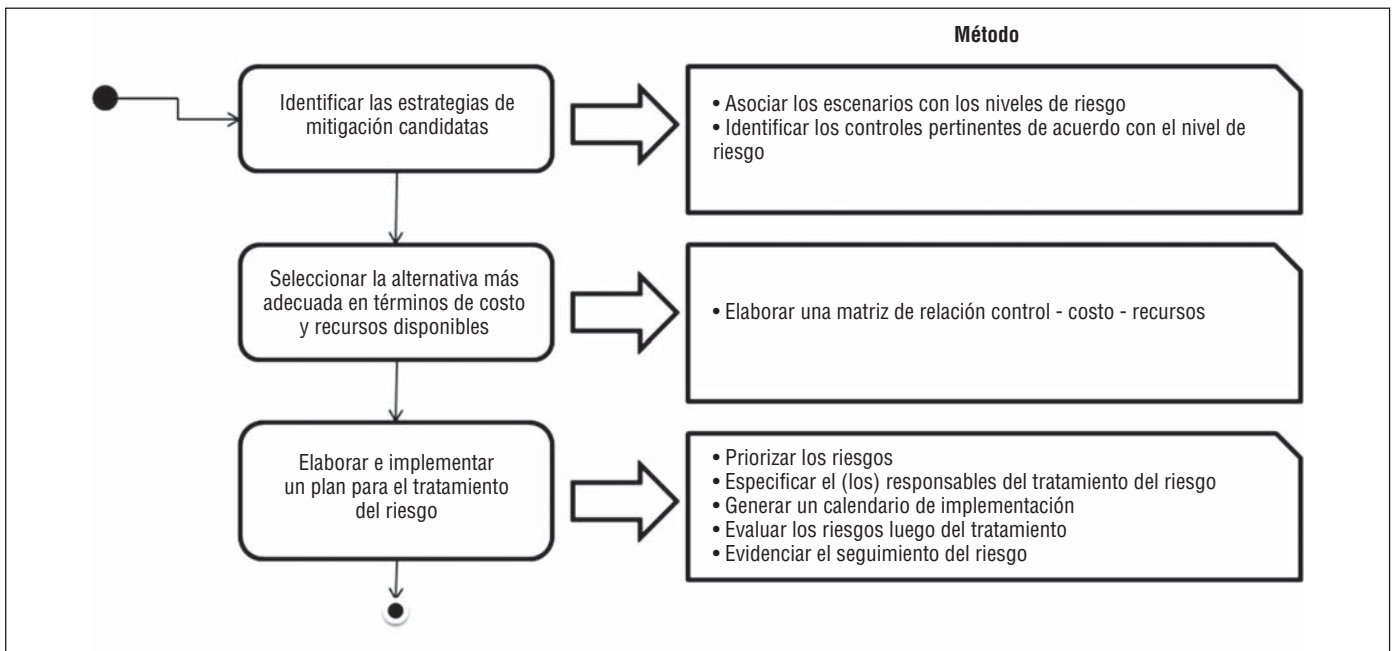 Método
Identificar las estrategias de
mitigación candidatas
• Asociar los escenarios con los niveles de riesgo
• Identificar los controles pertinentes de acuerdo con el nivel de
riesgo
Seleccionar la alternativa más
adecuada en términos de costo
y recursos disponibles
• Elaborar una matriz de relación control - costo - recursos
Elaborar e implementar
un plan para el tratamiento
del riesgo
• Priorizar los riesgos
• Especificar el (los) responsables del tratamiento del riesgo
• Generar un calendario de implementación
• Evaluar los riesgos luego del tratamiento
• Evidenciar el seguimiento del riesgo